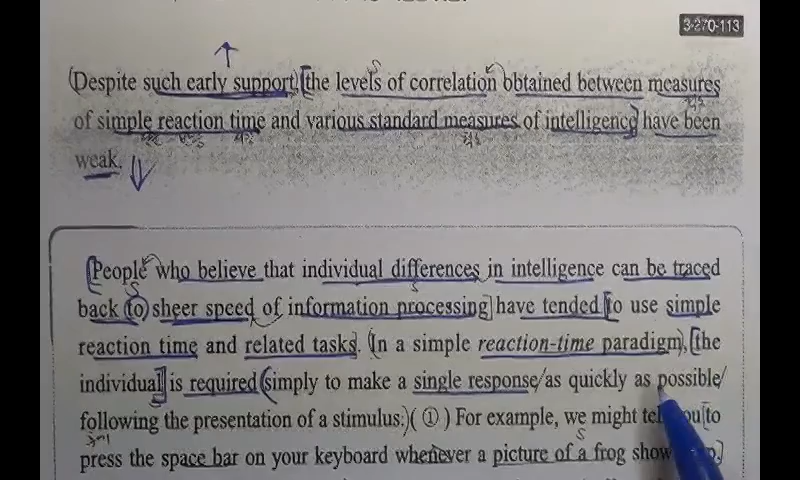 3-270-113
Despite such early support, the levels of correlation obtained between measures
of simple reaction time and various standard measures of intelligence have been
weak.
People who believe that individual differences in intelligence can be traced
back to sheer speed of information processing have tended to use simple
reaction time and related tasks. In a simple reaction-time paradigm, the
individual is required simply to make a single response as quickly as possible
following the presentation of a stimulus. ( ① ) For example, we might to
press the space bar on your keyboard whenever a picture of a frog